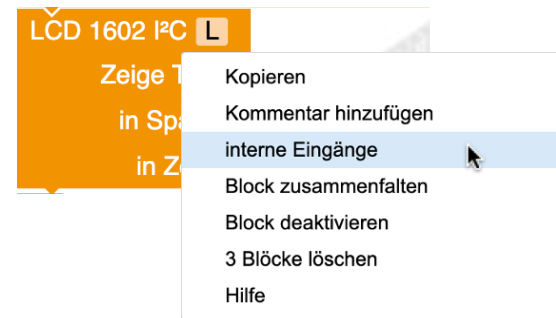 LCD 1602 I²C L
Zeige
in
in
Kopieren
Kommentar hinzufügen
interne Eingänge
Block zusammenfalten
Block deaktivieren
3 Blöcke löschen
Hilfe